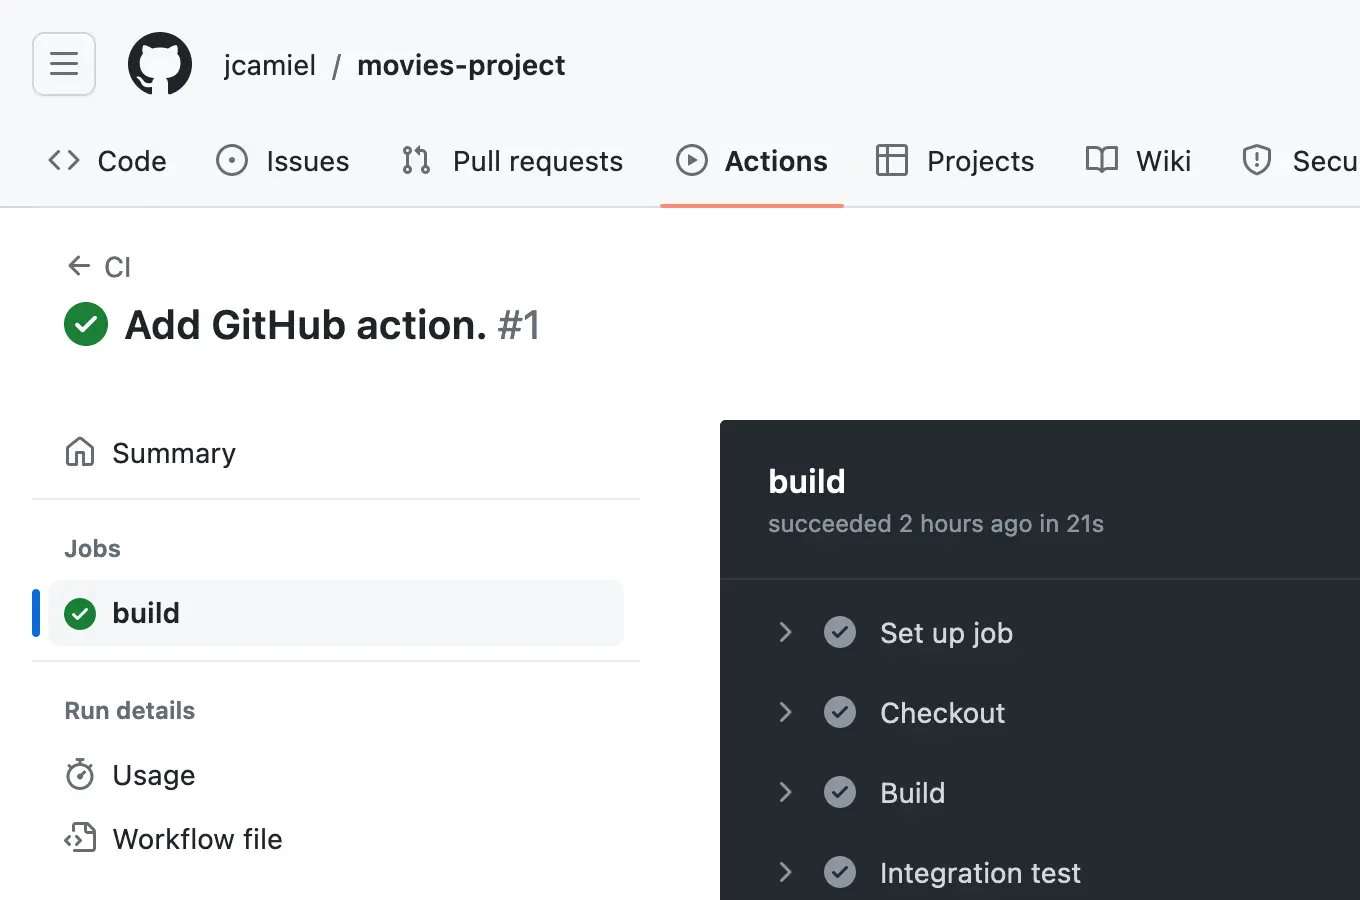 jcamiel / movies-project
Code Issues Pull requests Actions Projects Wiki Secu
CI
Add GitHub action. #1
Summary
Jobs
build
Run details
Usage
Workflow file
build
succeeded 2 hours ago in 21s
Set up job
Checkout
Build
Integration test